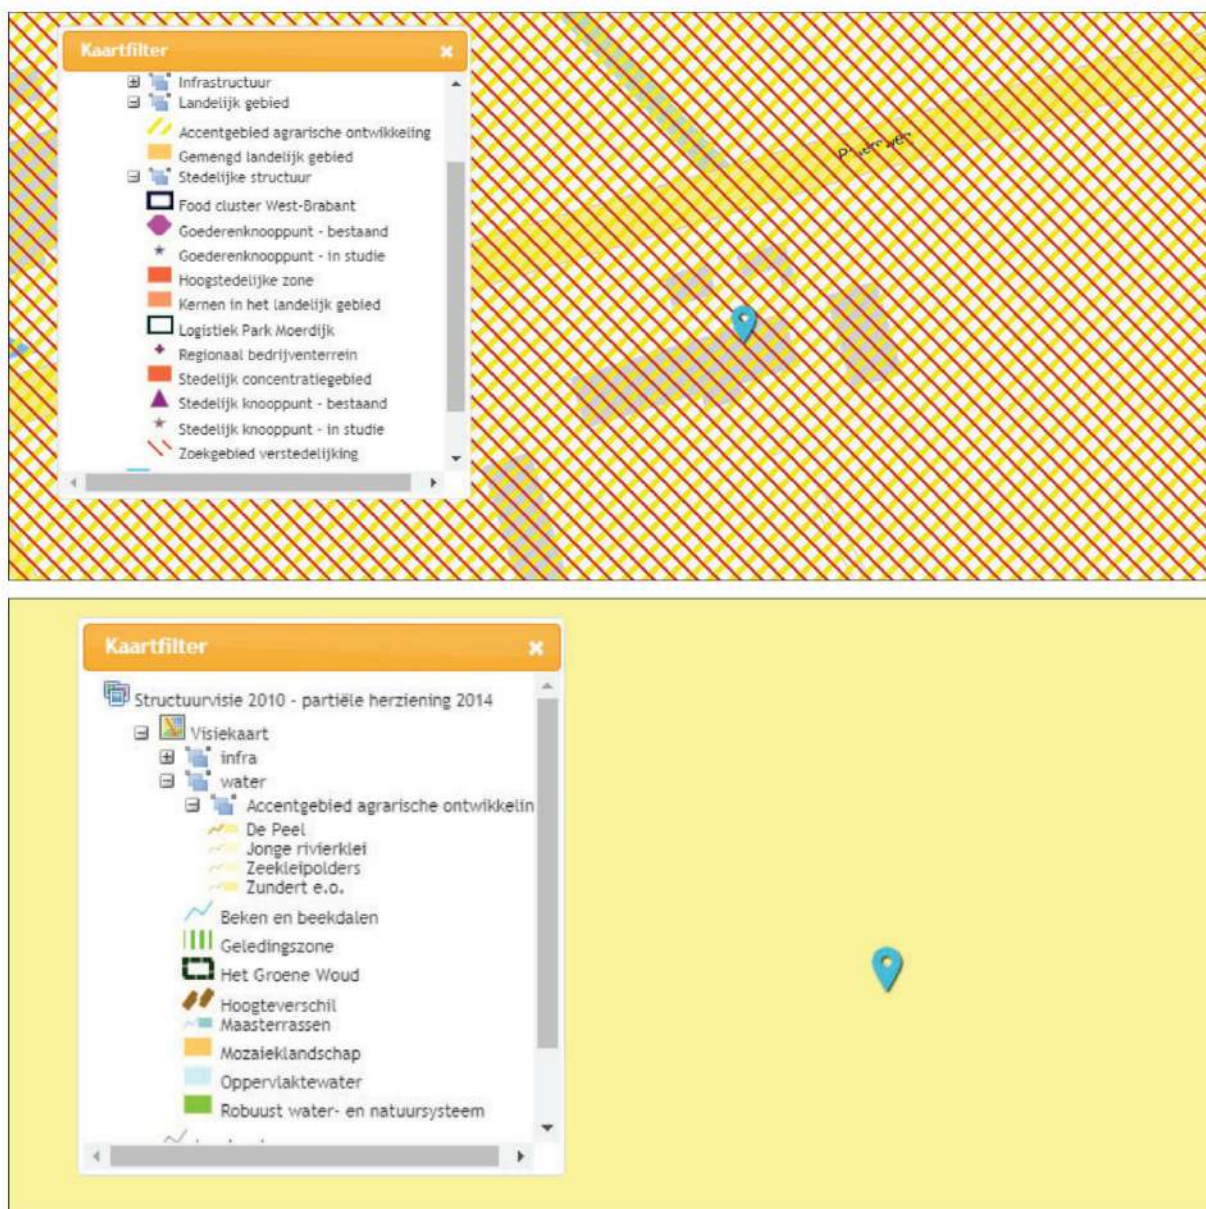 Kaartfilter
Infrastructuur
Landelijk gebied
Accentgebied agrarische ontwikkeling
Gemengd landelijk gebied
Stedelijke structuur
Food cluster West-Brabant
Goederenknooppunt - bestaand
Goederenknooppunt - in studie
Hoogstedelijke zone
Kernen in het landelijk gebied
Logistiek Park Moerdijk
Regionaal bedrijventerrein
Stedelijk concentratiegebied
Stedelijk knooppunt - bestaand
Stedelijk knooppunt - in studie
Zoekgebied verstedelijking
Kaartfilter
Structuurvisie 2010 - partiële herziening 2014
Visiekaart
infra
water
Accentgebied agrarische ontwikkelin
De Peel
Jonge rivierklei
Zeekleipolders
Zundert e.o.
Beken en beekdalen
Geledingszone
Het Groene Woud
Hoogteverschil
Maasterrassen
Mozaieklandschap
Oppervlaktewater
Robuust water- en natuursysteem